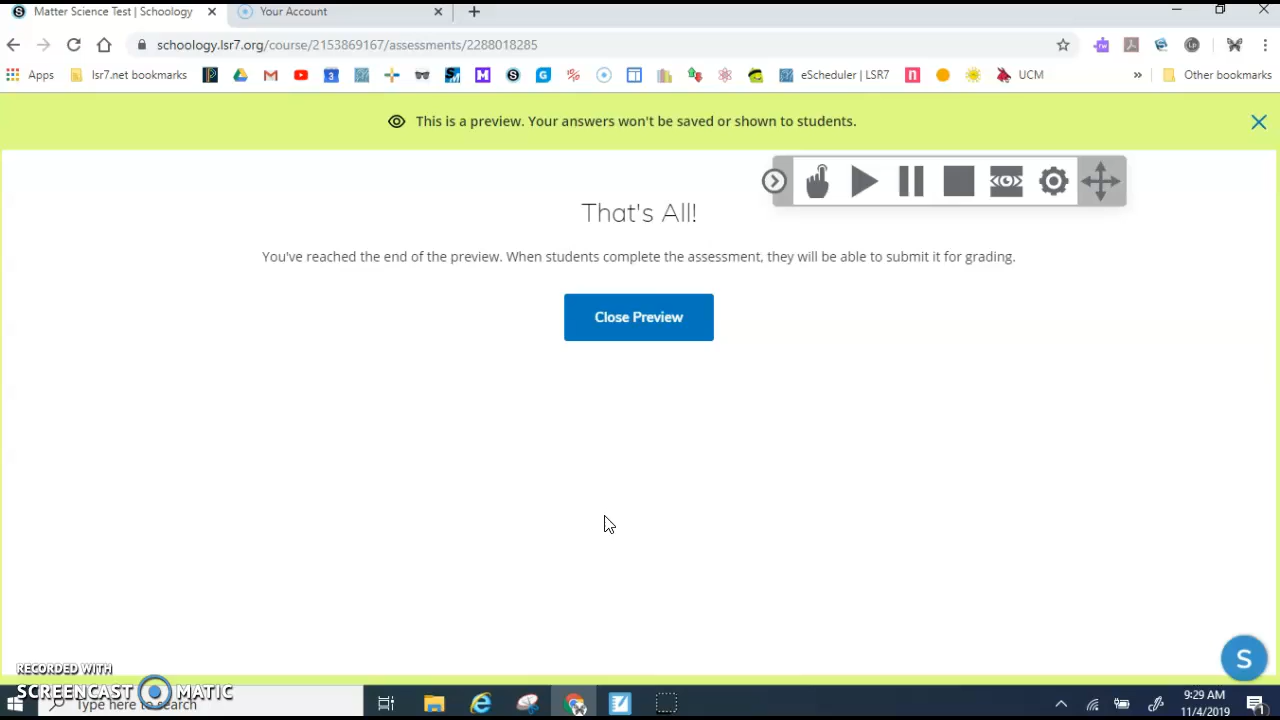 Matter Science Test | Schoology
Your Account
schoology.lsr7.org/course/2153869167/assessments/2288018285
Apps
lsr7.net bookmarks
eScheduler | LSR7
UCM
Other bookmarks
This is a preview. Your answers won't be saved or shown to students.
That's All!
You've reached the end of the preview. When students complete the assessment, they will be able to submit it for grading.
Close Preview
S
RECORDED WITH
SCREENCAST MATIC
Type here to search
9:29 AM
11/4/2019